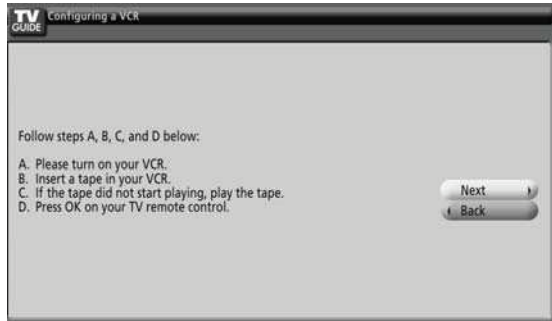 TV
GUIDE
Configuring a VCR
Follow steps A, B, C, and D below:
A. Please turn on your VCR.
B. Insert a tape in your VCR.
C. If the tape did not start playing, play the tape.
D. Press OK on your TV remote control.
Next
Back